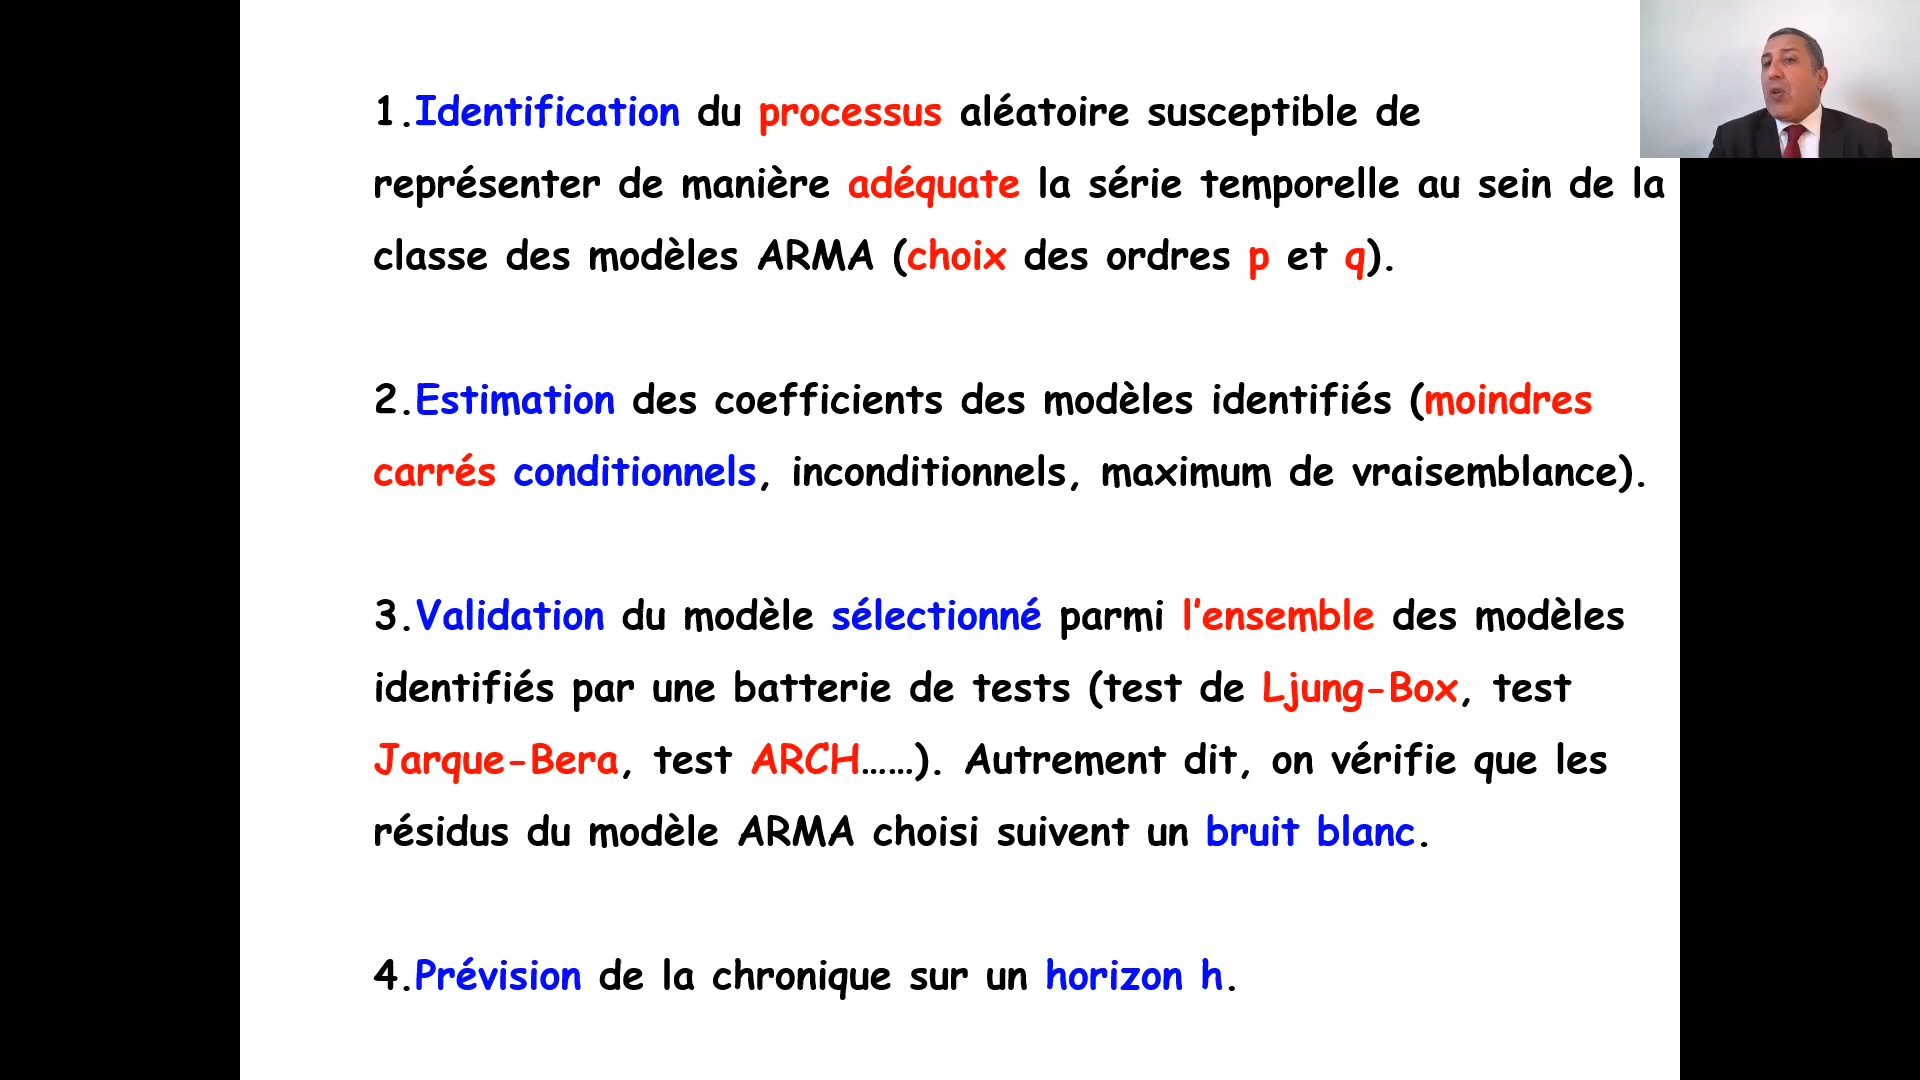 1.Identification du processus aléatoire susceptible de
représenter de manière adéquate la série temporelle au sein de la
classe des modèles ARMA (choix des ordres p et q).
2.Estimation des coefficients des modèles identifiés (moindres
carrés conditionnels, inconditionnels, maximum de vraisemblance).
3.Validation du modèle sélectionné parmi l'ensemble des modèles
identifiés par une batterie de tests (test de Ljung-Box, test
Jarque-Bera, test ARCH……). Autrement dit, on vérifie que les
résidus du modèle ARMA choisi suivent un bruit blanc.
4.Prévision de la chronique sur un horizon h.